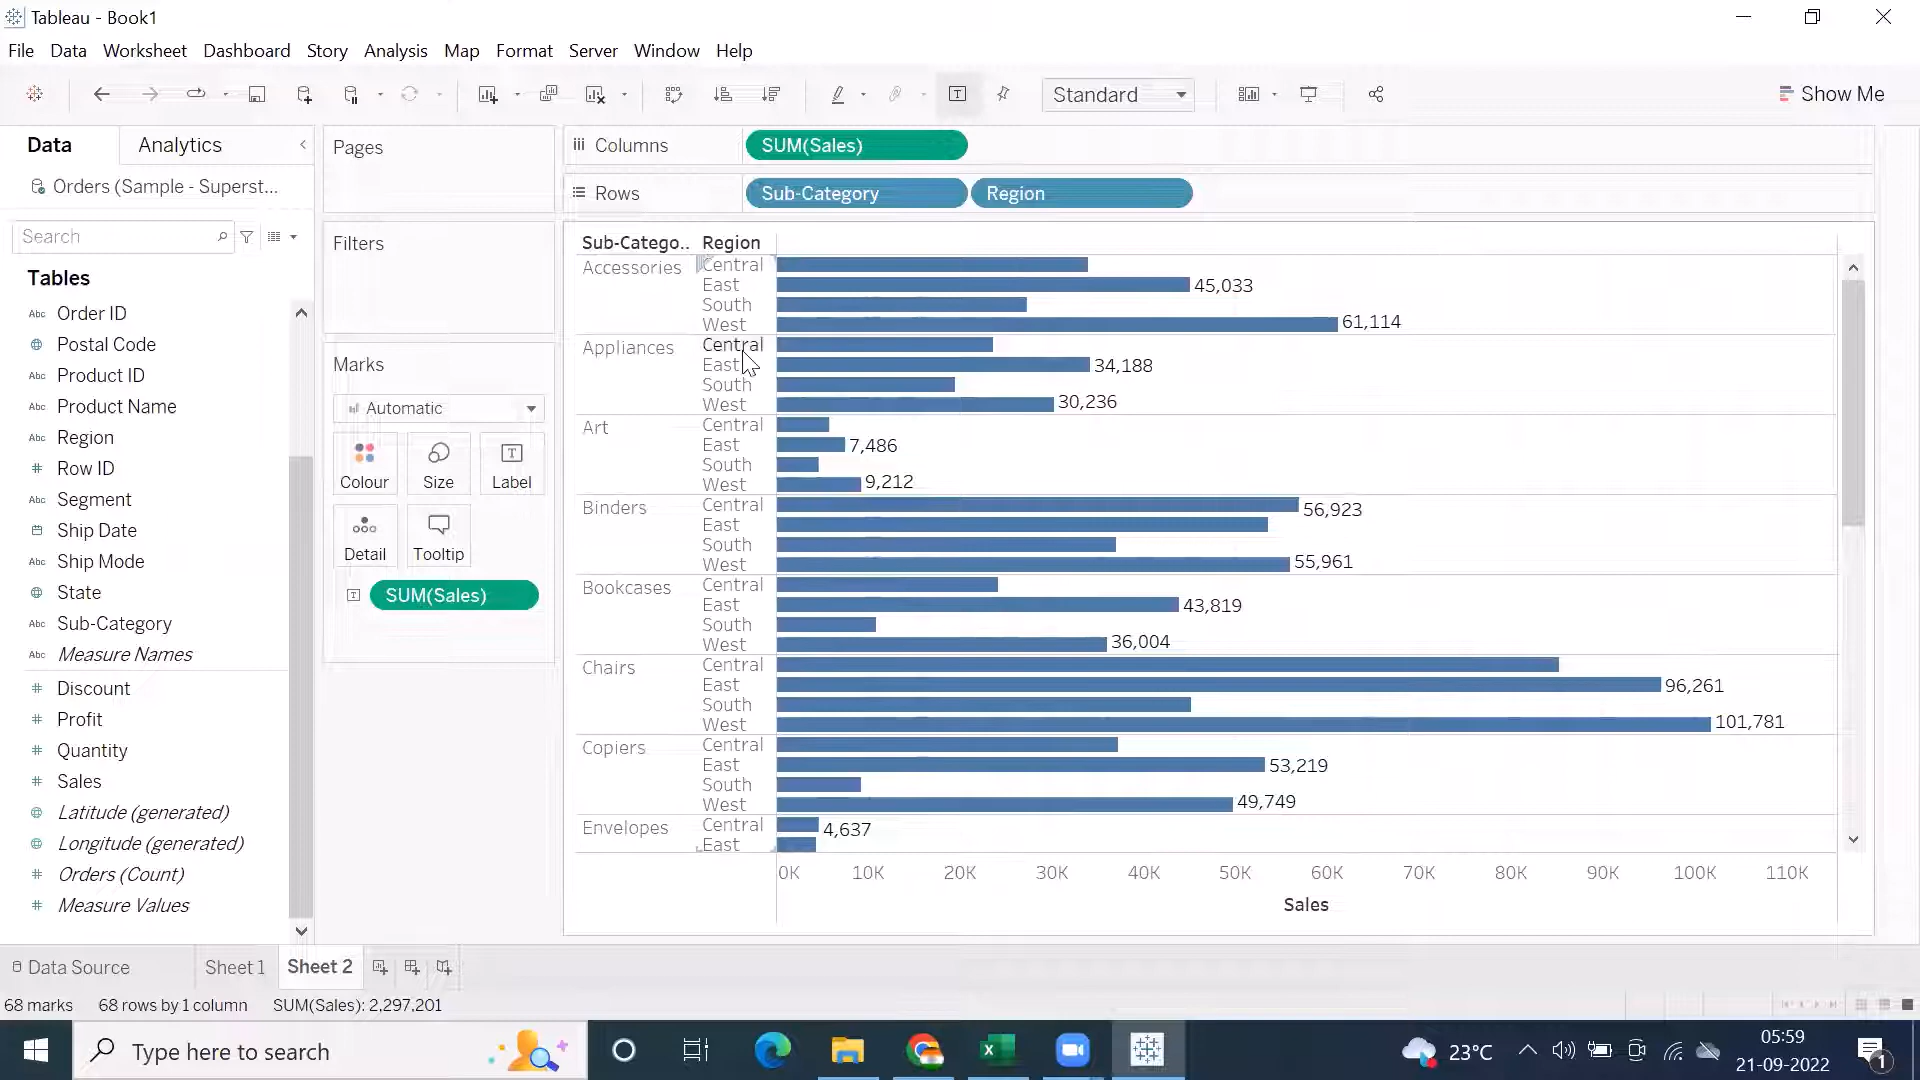 Tableau - Book1
File Data Worksheet Dashboard Story Analysis Map Format Server Window Help
Standard
Show Me
Data Analytics
Orders (Sample - Superst...
Search
Tables
Abc Order ID
Postal Code
Abc Product ID
Abc Product Name
Abc Region
# Row ID
Abc Segment
Ship Date
Abc Ship Mode
State
Abc Sub-Category
Abc Measure Names
# Discount
# Profit
# Quantity
# Sales
Latitude (generated)
Longitude (generated)
# Orders (Count)
# Measure Values
Pages
Filters
Marks
Automatic
Colour Size Label
Detail Tooltip
SUM(Sales)
Columns SUM(Sales)
Rows Sub-Category Region
Sub-Catego.. Region
Accessories Central
East 45,033
South
West 61,114
Appliances Central
East 34,188
South
West 30,236
Art Central
East 7,486
South
West 9,212
Binders Central 56,923
East
South
West 55,961
Bookcases Central
East 43,819
South
West 36,004
Chairs Central
East 96,261
South
West 101,781
Copiers Central
East 53,219
South
West 49,749
Envelopes Central 4,637
East
0K 10K 20K 30K 40K 50K 60K 70K 80K 90K 100K 110K
Sales
Data Source Sheet 1 Sheet 2
68 marks 68 rows by 1 column SUM(Sales): 2,297,201
Type here to search
23°C
05:59
21-09-2022
1